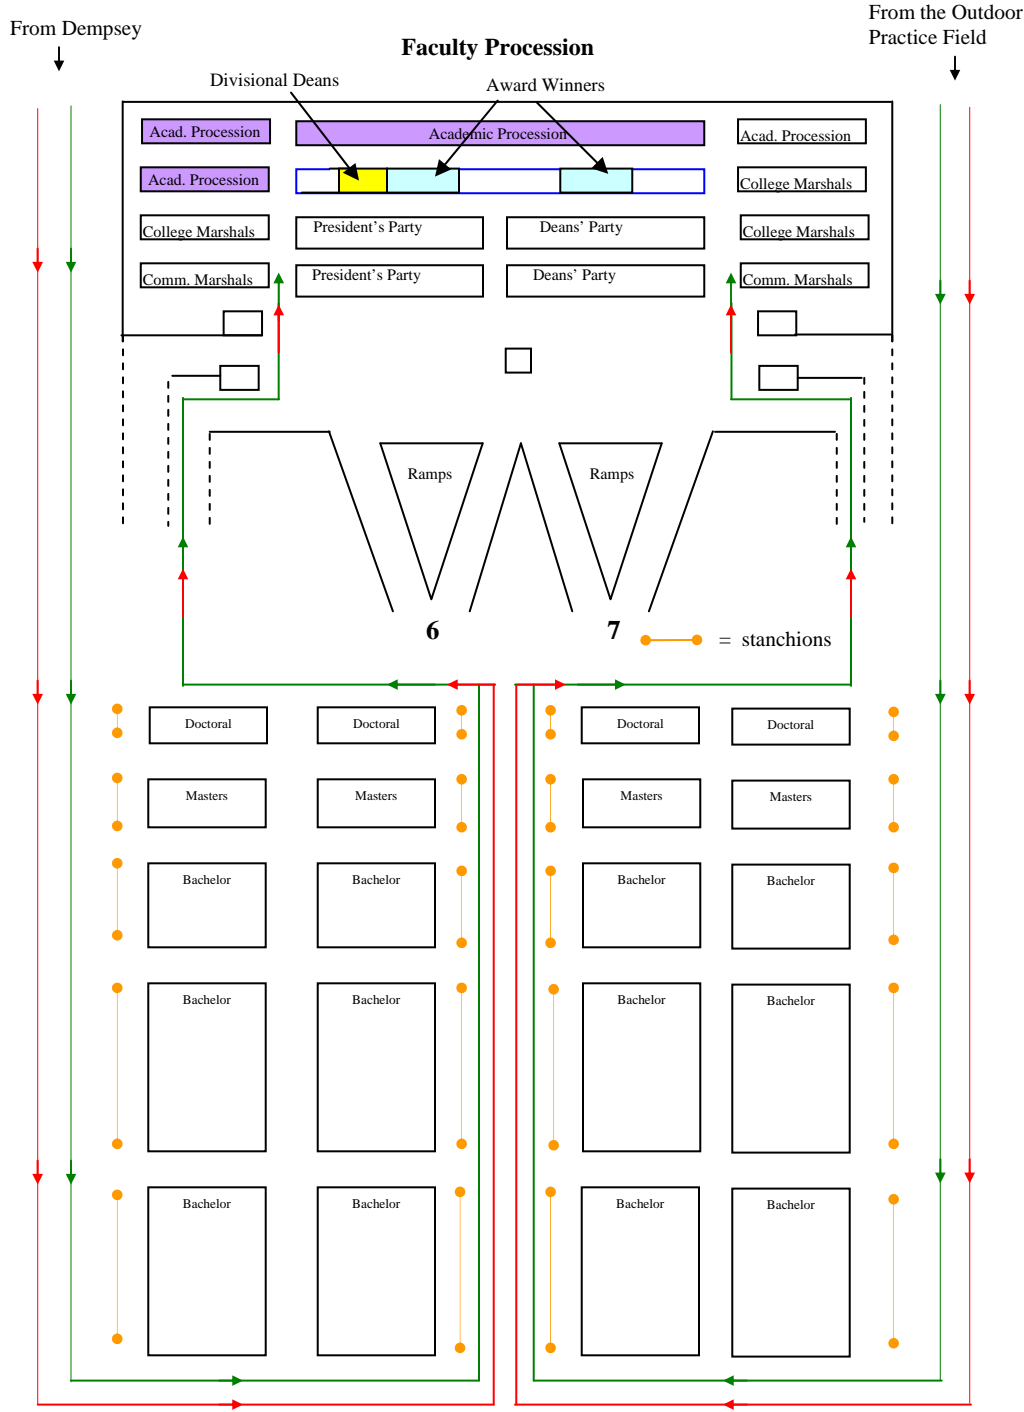 From Dempsey
From the Outdoor
Practice Field
Faculty Procession
Divisional Deans
Award Winners
Acad. Procession
Academic Procession
Acad. Procession
Acad. Procession
College Marshals
College Marshals
President's Party
Deans' Party
College Marshals
Comm. Marshals
President's Party
Deans' Party
Comm. Marshals
Ramps
Ramps
6
7
= stanchions
Doctoral
Doctoral
Doctoral
Doctoral
Masters
Masters
Masters
Masters
Bachelor
Bachelor
Bachelor
Bachelor
Bachelor
Bachelor
Bachelor
Bachelor
Bachelor
Bachelor
Bachelor
Bachelor